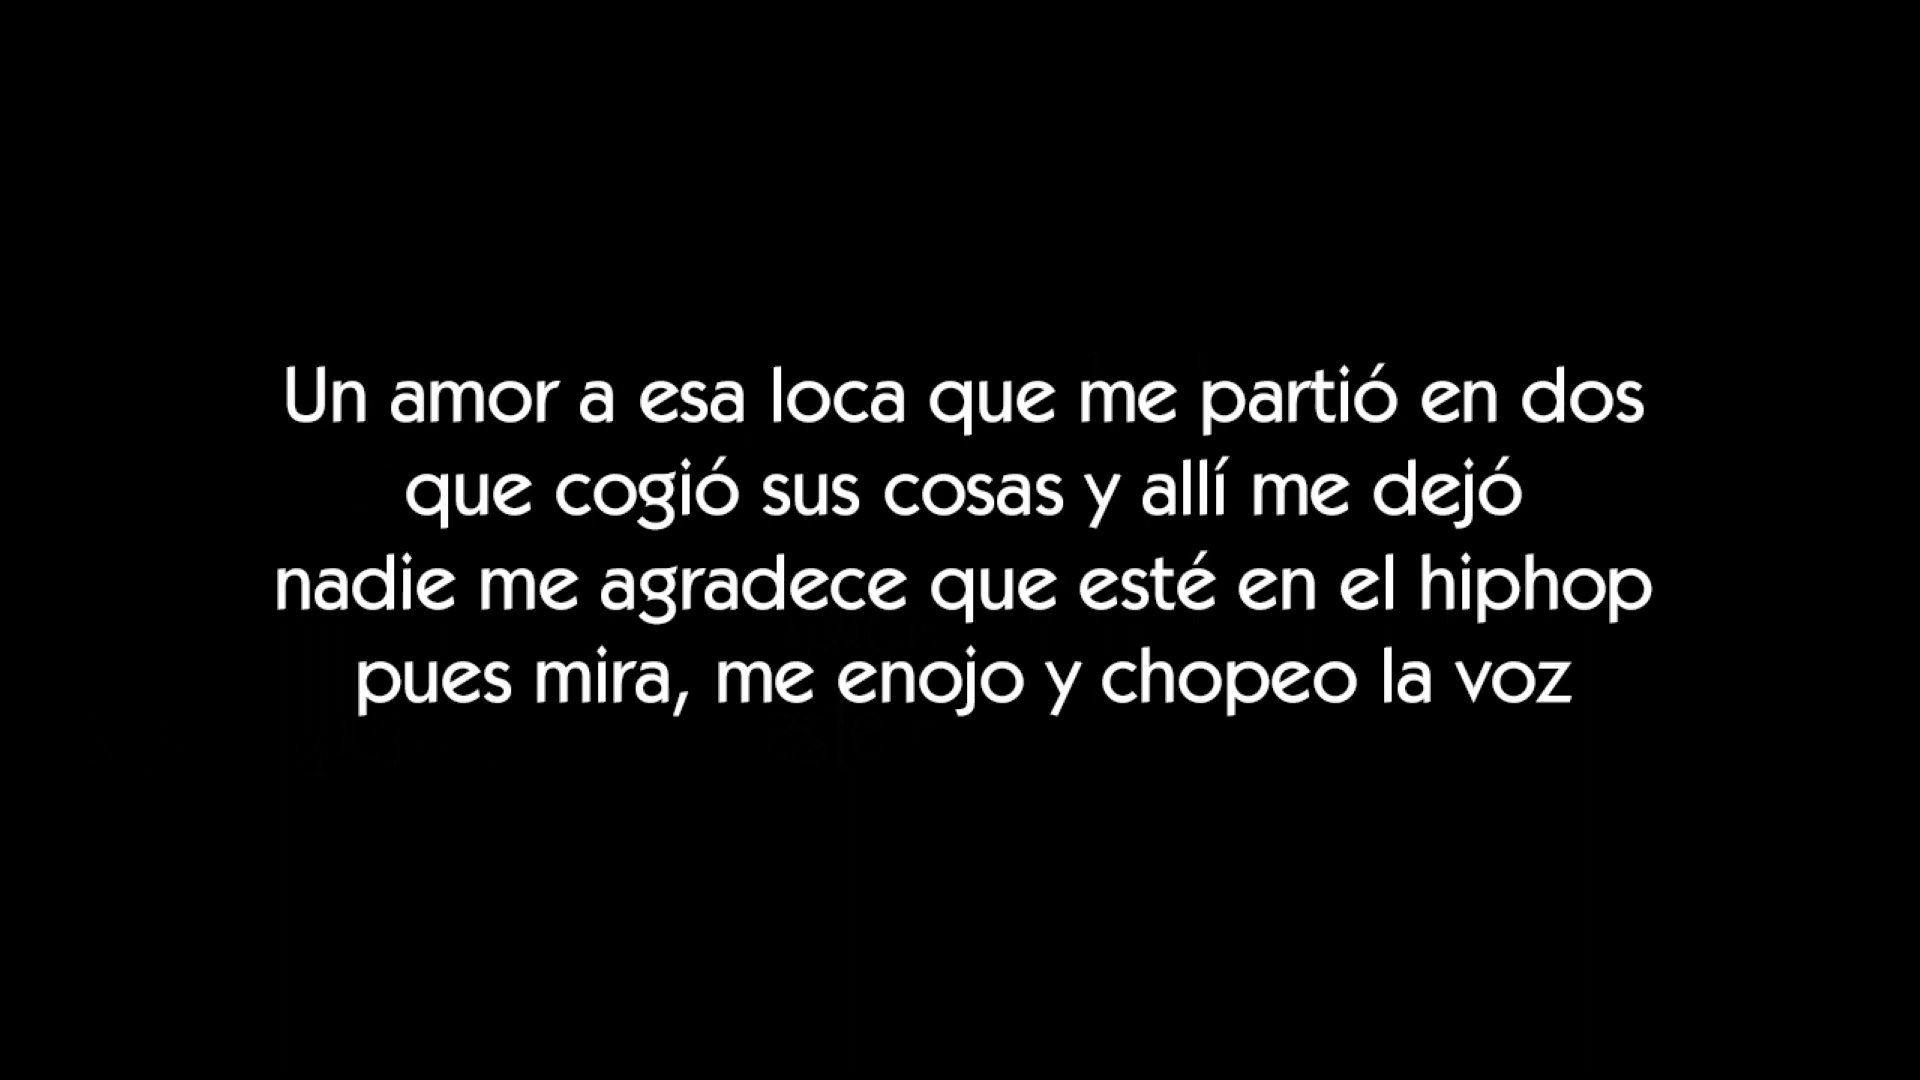 Un amor a esa loca que me partió en dos
que cogió sus cosas y allí me dejó
nadie me agradece que esté en el hiphop
pues mira, me enojo y chopeo la voz